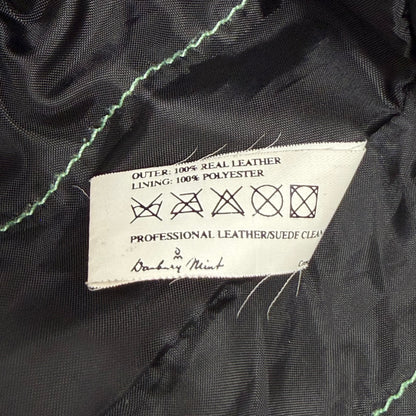 OUTER: 100% REAL LEATHER
LINING: 100% POLYESTER
PROFESSIONAL LEATHER/SUEDE CLEAN
Danbury Mint